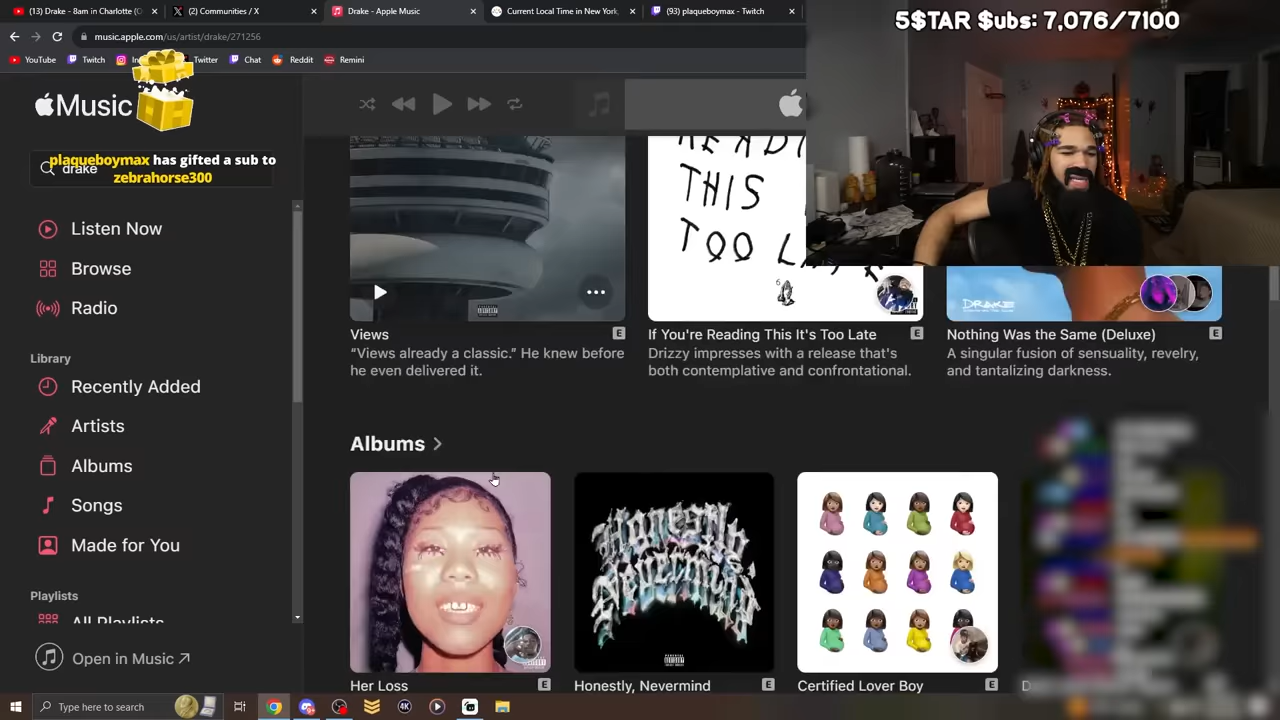 (13) Drake - 8am in Charlotte (O
(2) Communities / X
Drake - Apple Music
Current Local Time in New York,
(93) plaqueboymax - Twitch
5$TAR $ubs: 7,076/7100
music.apple.com/us/artist/drake/271256
YouTube
Twitch
Twitter
Chat
Reddit
Remini
Music
plaqueboymax has gifted a sub to
zebrahorse300
drake
Listen Now
Browse
Radio
Library
Recently Added
Artists
Albums
Songs
Made for You
Playlists
All Playlists
Open in Music
THIS
TOO
6
DRAKE
Views
E
"Views already a classic." He knew before
he even delivered it.
If You're Reading This It's Too Late
E
Drizzy impresses with a release that's
both contemplative and confrontational.
Nothing Was the Same (Deluxe)
E
A singular fusion of sensuality, revelry,
and tantalizing darkness.
Albums
Honestly,
Nevermind
Her Loss
E
Honestly, Nevermind
E
Certified Lover Boy
E
Type here to search
4K